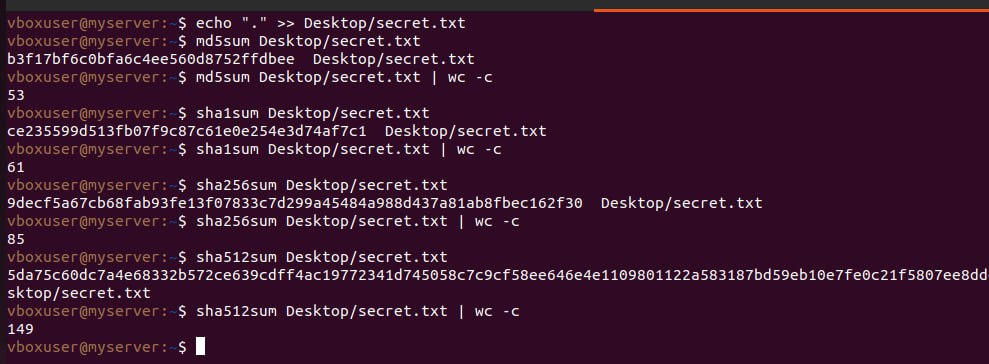 vboxuser@myserver:~$ echo "." >> Desktop/secret.txt
vboxuser@myserver:~$ md5sum Desktop/secret.txt
b3f17bf6c0bfa6c4ee560d8752ffdbee  Desktop/secret.txt
vboxuser@myserver:~$ md5sum Desktop/secret.txt | wc -c
53
vboxuser@myserver:~$ sha1sum Desktop/secret.txt
ce235599d513fb07f9c87c61e0e254e3d74af7c1  Desktop/secret.txt
vboxuser@myserver:~$ sha1sum Desktop/secret.txt | wc -c
61
vboxuser@myserver:~$ sha256sum Desktop/secret.txt
9decf5a67cb68fab93fe13f07833c7d299a45484a988d437a81ab8fbec162f30  Desktop/secret.txt
vboxuser@myserver:~$ sha256sum Desktop/secret.txt | wc -c
85
vboxuser@myserver:~$ sha512sum Desktop/secret.txt
5da75c60dc7a4e68332b572ce639cdff4ac19772341d745058c7c9cf58ee646e4e1109801122a583187bd59eb10e7fe0c21f5807ee8dd
sktop/secret.txt
vboxuser@myserver:~$ sha512sum Desktop/secret.txt | wc -c
149
vboxuser@myserver:~$